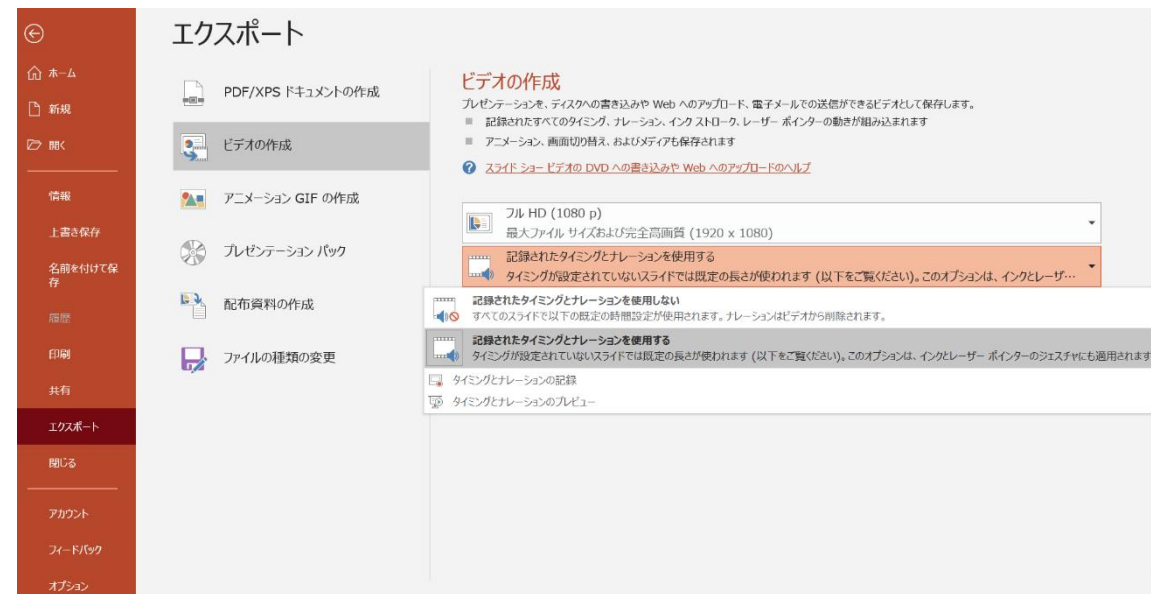 エクスポート
ホーム
新規
開く
情報
上書き保存
名前を付けて保
存
履歴
印刷
共有
エクスポート
閉じる
アカウント
フィードバック
オプション
PDF/XPS ドキュメントの作成
ビデオの作成
アニメーション GIF の作成
プレゼンテーション パック
配布資料の作成
ファイルの種類の変更
ビデオの作成
プレゼンテーションを、ディスクへの書き込みや Web へのアップロード、電子メールでの送信ができるビデオとして保存します。
記録されたすべてのタイミング、ナレーション、インク ストローク、レーザー ポインターの動きが組み込まれます
アニメーション、画面切り替え、およびメディアも保存されます
スライド ショー ビデオの DVD への書き込みや Web へのアップロードのヘルプ
フル HD (1080 p)
最大ファイル サイズおよび完全高画質 (1920 x 1080)
記録されたタイミングとナレーションを使用する
タイミングが設定されていないスライドでは既定の長さが使われます (以下をご覧ください)。このオプションは、インクとレーザ…
記録されたタイミングとナレーションを使用しない
すべてのスライドで以下の既定の時間設定が使用されます。ナレーションはビデオから削除されます。
記録されたタイミングとナレーションを使用する
タイミングが設定されていないスライドでは既定の長さが使われます (以下をご覧ください)。このオプションは、インクとレーザー ポインターのジェスチャにも適用されます
タイミングとナレーションの記録
タイミングとナレーションのプレビュー